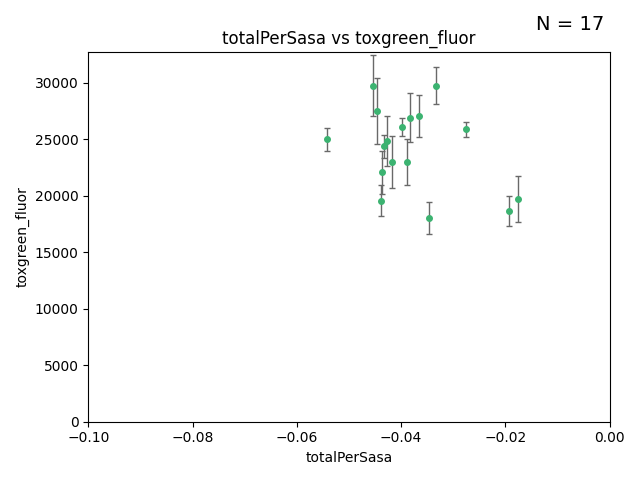 N = 17
totalPerSasa vs toxgreen_fluor
30000
25000
20000
15000
10000
5000
0
toxgreen_fluor
−0.10 −0.08 −0.06 −0.04 −0.02 0.00
totalPerSasa